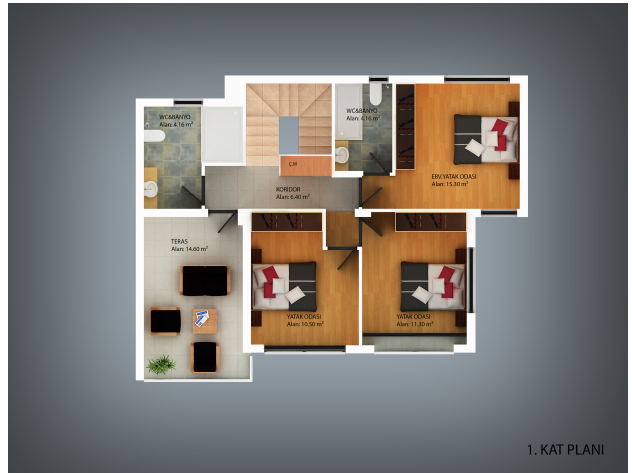 WC&BANYO
Alan: 4.16 m²
WC&BANYO
Alan: 4.16 m²
Ç.M
EBV.YATAK ODASI
Alan: 15.30 m²
KORİDOR
Alan: 6.40 m²
TERAS
Alan: 14.60 m²
YATAK ODASI
Alan: 10.50 m²
YATAK ODASI
Alan: 11.30 m²
1. KAT PLANI